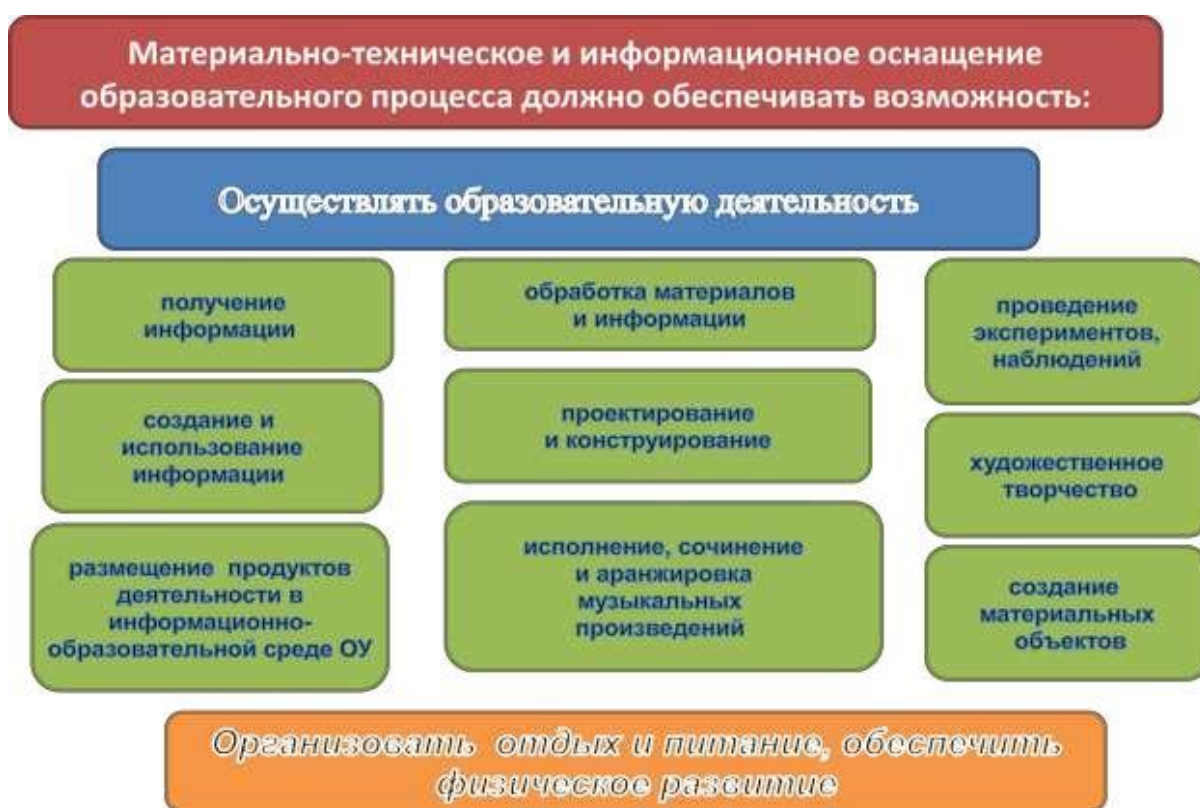 Материально-техническое и информационное оснащение
образовательного процесса должно обеспечивать возможность:
Осуществлять образовательную деятельность
получение
информации
обработка материалов
и информации
проведение
экспериментов,
наблюдений
создание и
использование
информации
проектирование
и конструирование
художественное
творчество
размещение продуктов
деятельности в
информационно-
образовательной среде ОУ
исполнение, сочинение
и аранжировка
музыкальных
произведений
создание
материальных
объектов
Организовать отдых и питание, обеспечить
физическое развитие